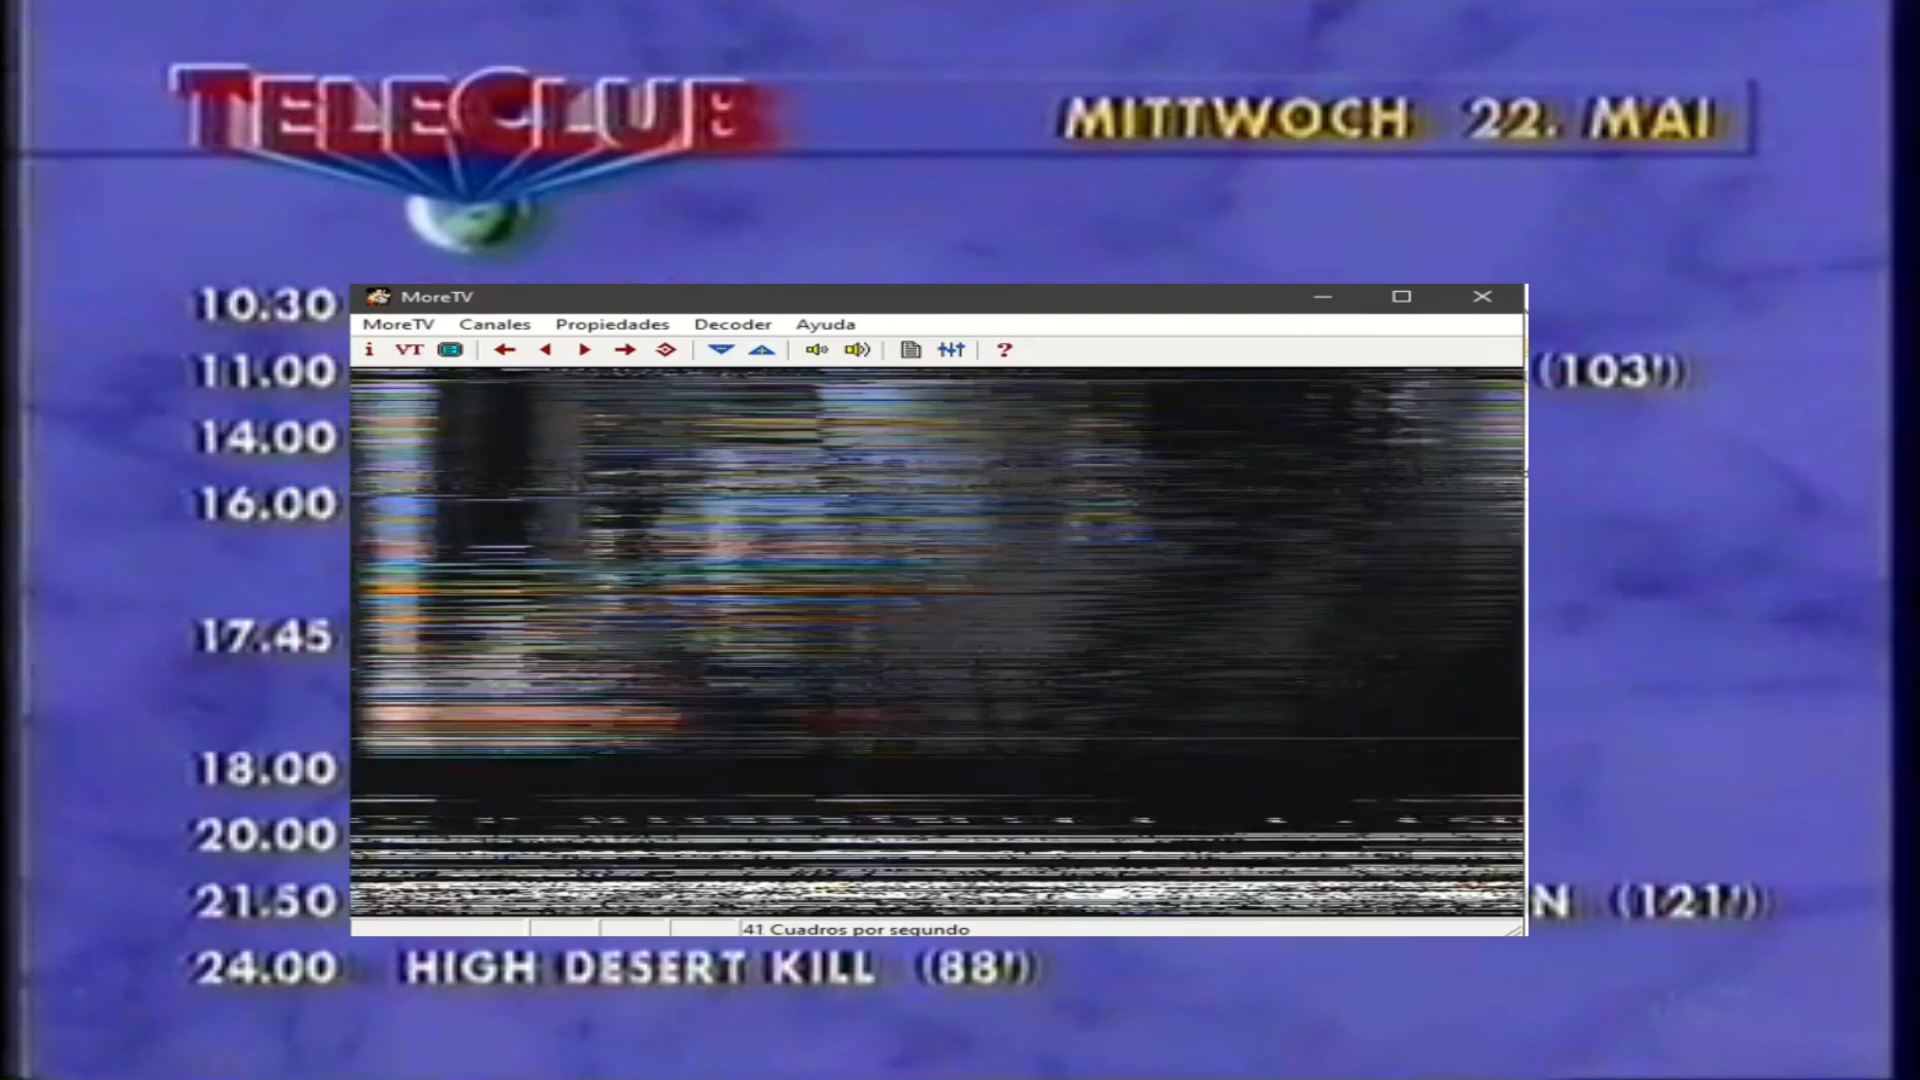 TELECLUB
MITTWOCH 22. MAI
10.30
MoreTV
MoreTV Canales Propiedades Decoder Ayuda
i VT ?
11.00 (103')
14.00
16.00
17.45
18.00
20.00
21.50 N (121')
41 Cuadros por segundo
24.00 HIGH DESERT KILL (88')